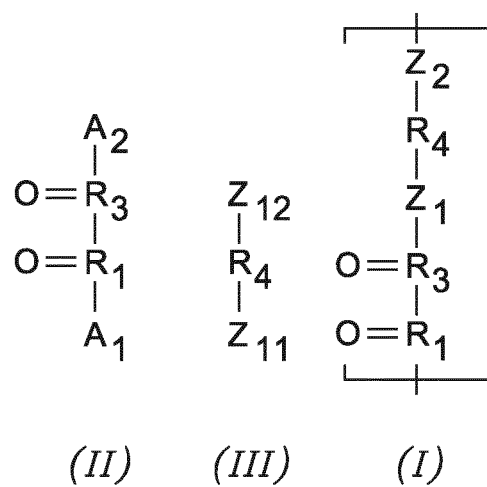 A2
O=R3
O=R1
A1
(II)
Z12
R4
Z11
(III)
Z2
R4
Z1
O=R3
O=R1
(I)